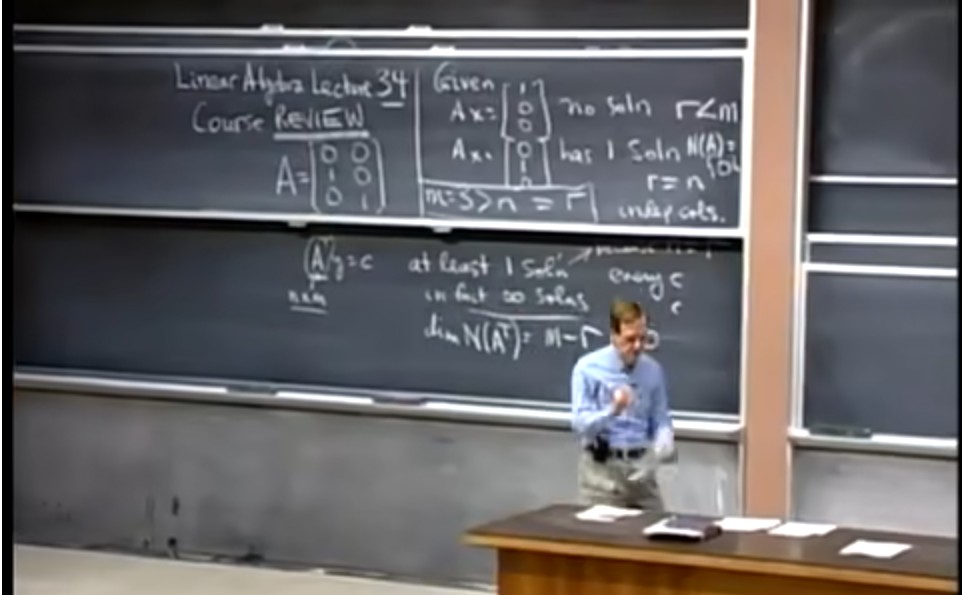 Linear Algebra Lecture 34
Course REVIEW
A = [0 0
1 0
0 1]
Given
Ax = [1
0
0] no soln r<m
Ax = [0
1
0] has 1 soln N(A) = {0}
r = n
m=3>n = r indep cols.
(Aᵀ)y=c at least 1 soln
n×m in fact ∞ solns
every c
dim N(Aᵀ) = m-r